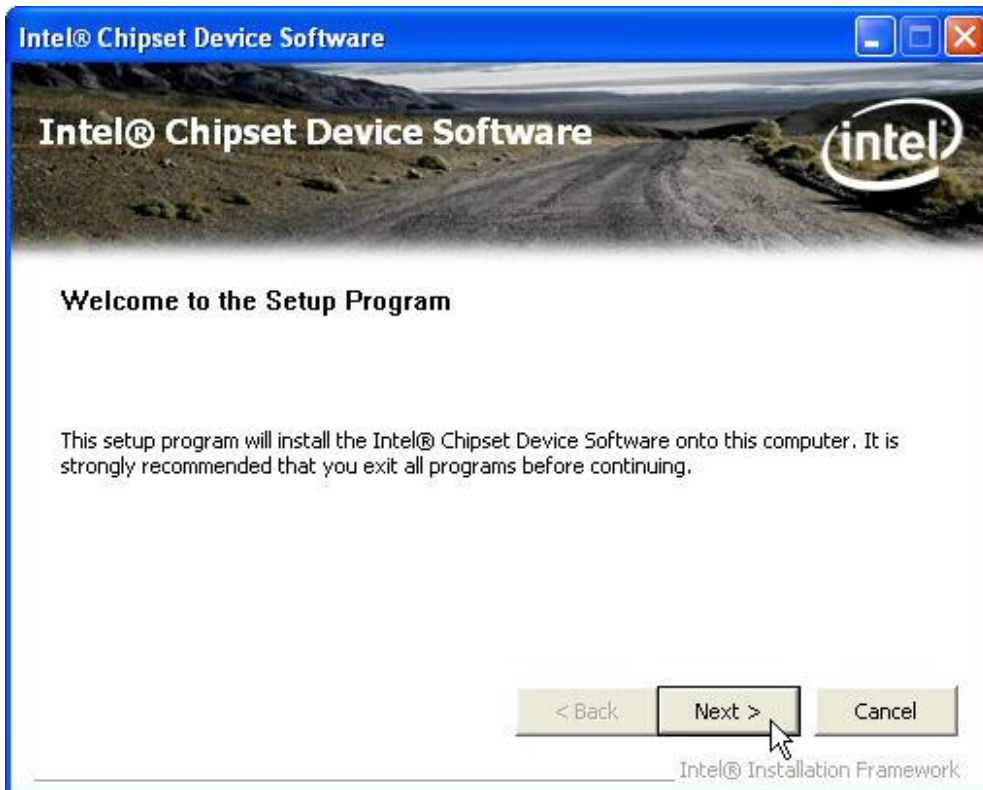 Intel® Chipset Device Software
Intel® Chipset Device Software
intel
Welcome to the Setup Program
This setup program will install the Intel® Chipset Device Software onto this computer. It is
strongly recommended that you exit all programs before continuing.
< Back Next > Cancel
Intel® Installation Framework